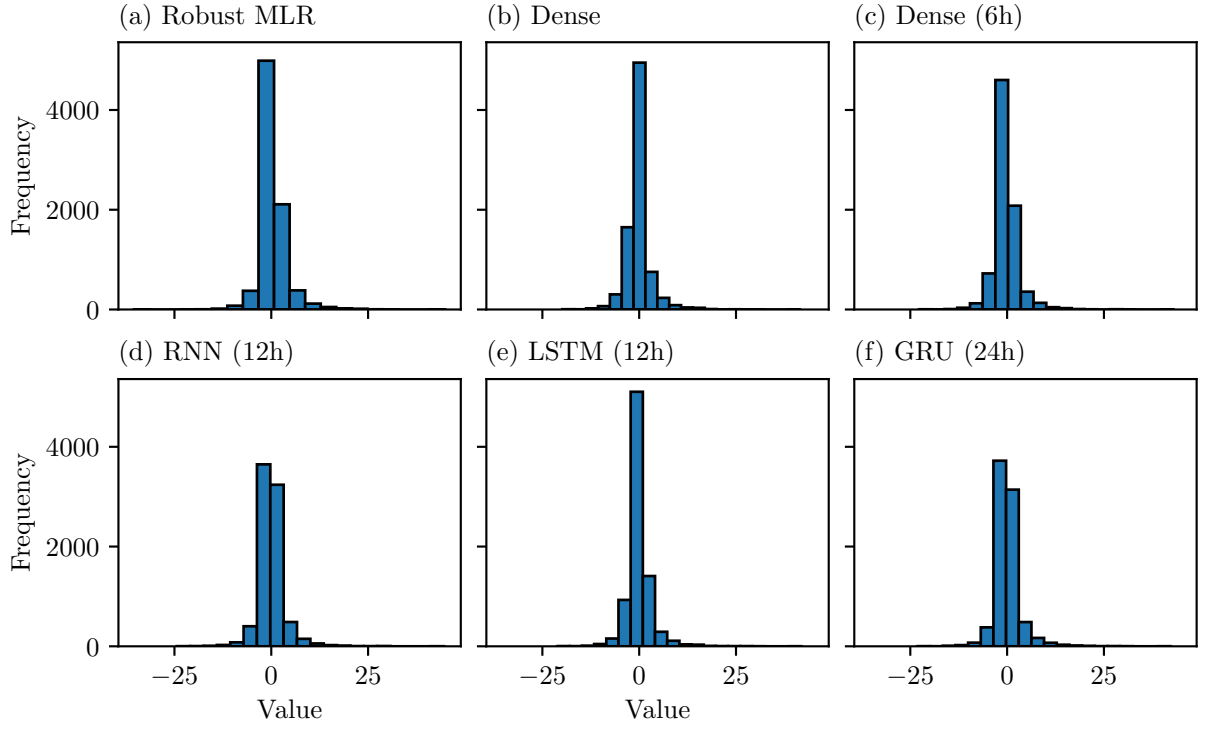 (a) Robust MLR
(b) Dense
(c) Dense (6h)
Frequency
4000
2000
0
−25
0
25
−25
0
25
−25
0
25
(d) RNN (12h)
(e) LSTM (12h)
(f) GRU (24h)
Frequency
4000
2000
0
Value
Value
Value